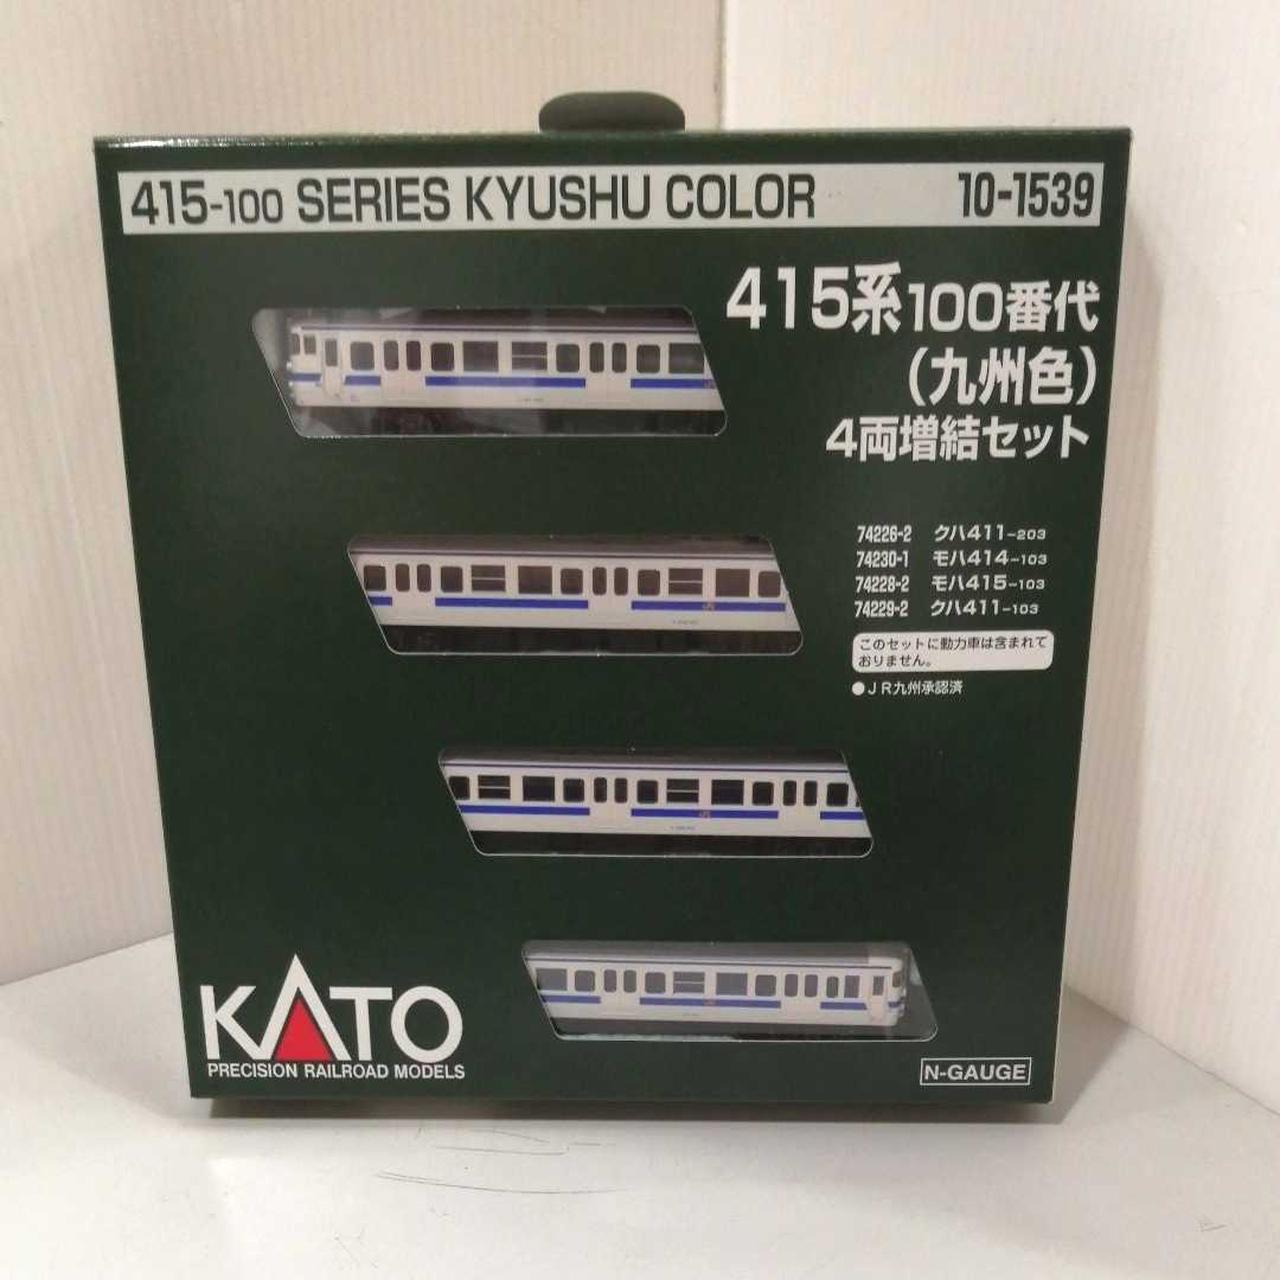 415-100 SERIES KYUSHU COLOR 10-1539
415系100番代
(九州色)
4両増結セット
74226-2 クハ411-203
74230-1 モハ414-103
74228-2 モハ415-103
74229-2 クハ411-103
このセットに動力車は含まれて
おりません。
●JR九州承認済
KATO
PRECISION RAILROAD MODELS
N-GAUGE